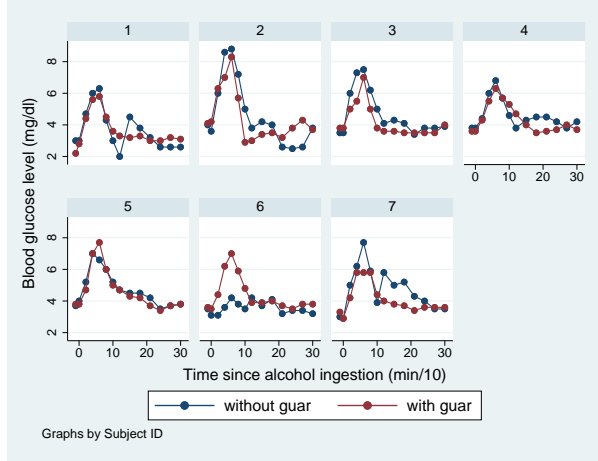 1 2 3 4
8
6
4
2
0 10 20 30
5 6 7
8
6
4
2
0 10 20 30 0 10 20 30 0 10 20 30
Blood glucose level (mg/dl)
Time since alcohol ingestion (min/10)
without guar with guar
Graphs by Subject ID